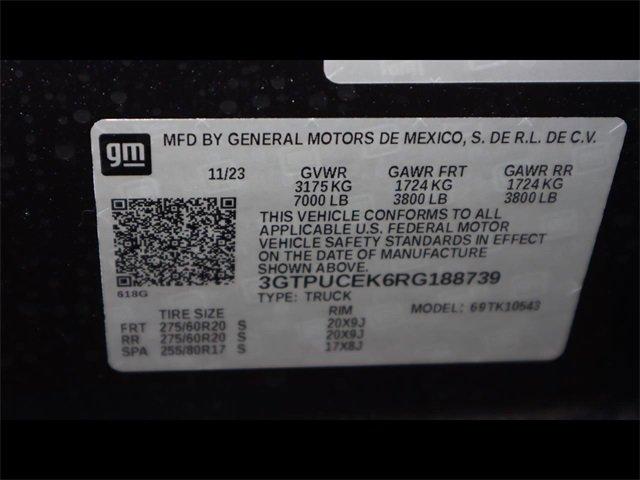 gm
MFD BY GENERAL MOTORS DE MEXICO, S. DE R.L. DE C.V.
11/23 GVWR GAWR FRT GAWR RR
3175 KG 1724 KG 1724 KG
7000 LB 3800 LB 3800 LB
THIS VEHICLE CONFORMS TO ALL
APPLICABLE U.S. FEDERAL MOTOR
VEHICLE SAFETY STANDARDS IN EFFECT
ON THE DATE OF MANUFACTURE
SHOWN ABOVE.
3GTPUCEK6RG188739
618G TYPE: TRUCK MODEL: 69TK10543
TIRE SIZE RIM
FRT 275/60R20 S 20X9J
RR 275/60R20 S 20X9J
SPA 255/80R17 S 17X8J